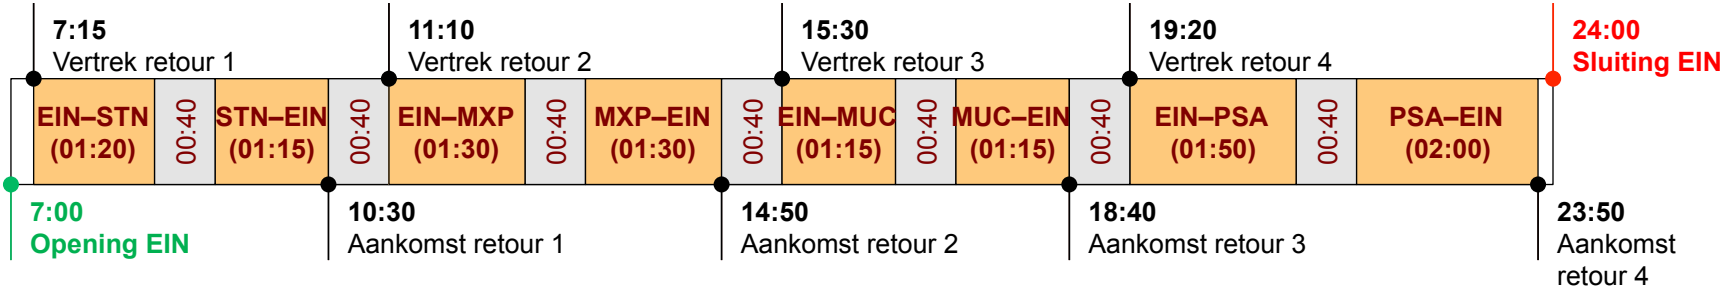 7:15
Vertrek retour 1
11:10
Vertrek retour 2
15:30
Vertrek retour 3
19:20
Vertrek retour 4
24:00
Sluiting EIN
EIN–STN
(01:20)
00:40
STN–EIN
(01:15)
00:40
EIN–MXP
(01:30)
00:40
MXP–EIN
(01:30)
00:40
EIN–MUC
(01:15)
00:40
MUC–EIN
(01:15)
00:40
EIN–PSA
(01:50)
00:40
PSA–EIN
(02:00)
7:00
Opening EIN
10:30
Aankomst retour 1
14:50
Aankomst retour 2
18:40
Aankomst retour 3
23:50
Aankomst
retour 4